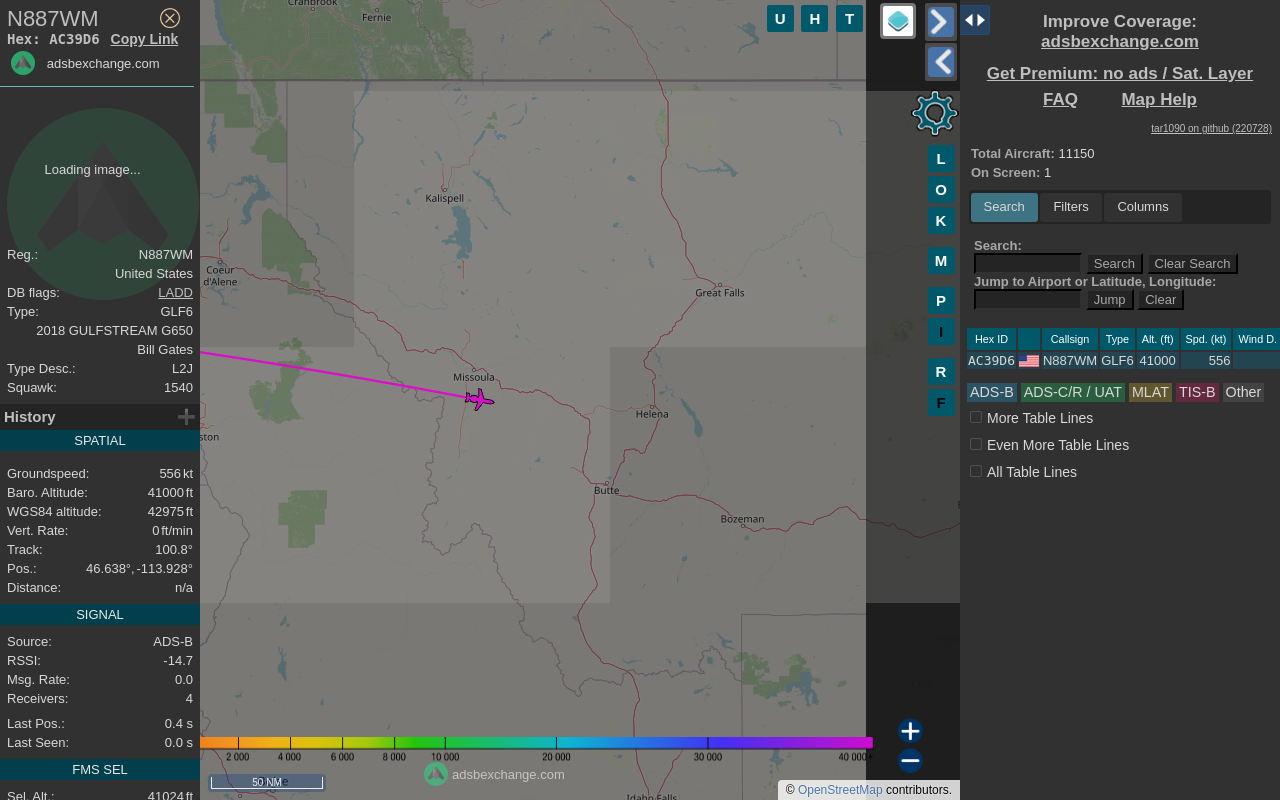 N887WM
Hex: AC39D6 Copy Link
adsbexchange.com
Loading image...
Reg.: N887WM
United States
DB flags: LADD
Type: GLF6
2018 GULFSTREAM G650
Bill Gates
Type Desc.: L2J
Squawk: 1540
History
SPATIAL
Groundspeed: 556 kt
Baro. Altitude: 41000 ft
WGS84 altitude: 42975 ft
Vert. Rate: 0 ft/min
Track: 100.8°
Pos.: 46.638°, -113.928°
Distance: n/a
SIGNAL
Source: ADS-B
RSSI: -14.7
Msg. Rate: 0.0
Receivers: 4
Last Pos.: 0.4 s
Last Seen: 0.0 s
FMS SEL
Sel. Alt.: 41024 ft
Cranbrook
Fernie
Kalispell
Coeur
d'Alene
Great Falls
Missoula
Helena
ston
Butte
Bozeman
Idaho Falls
2 000 4 000 6 000 8 000 10 000 20 000 30 000 40 000+
50 NM
adsbexchange.com
© OpenStreetMap contributors.
U H T
L
O
K
M
P
I
R
F
Improve Coverage:
adsbexchange.com
Get Premium: no ads / Sat. Layer
FAQ Map Help
tar1090 on github (220728)
Total Aircraft: 11150
On Screen: 1
Search Filters Columns
Search:
Search Clear Search
Jump to Airport or Latitude, Longitude:
Jump Clear
Hex ID Callsign Type Alt. (ft) Spd. (kt) Wind D.
AC39D6 N887WM GLF6 41000 556
ADS-B ADS-C/R / UAT MLAT TIS-B Other
More Table Lines
Even More Table Lines
All Table Lines